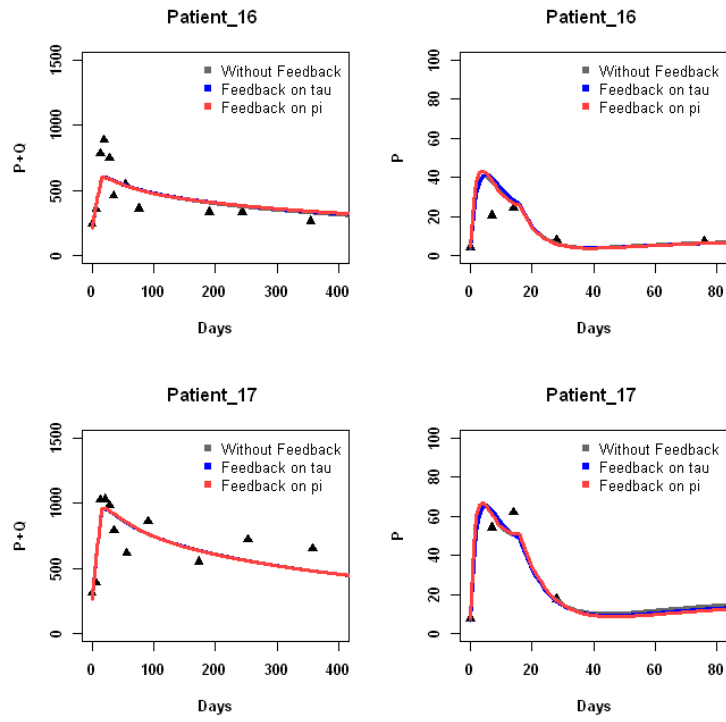 Patient_16
P+Q
1500
1000
500
0
Without Feedback
Feedback on tau
Feedback on pi
0 100 200 300 400
Days
Patient_16
P
100
80
60
40
20
0
Without Feedback
Feedback on tau
Feedback on pi
0 20 40 60 80
Days
Patient_17
P+Q
1500
1000
500
0
Without Feedback
Feedback on tau
Feedback on pi
0 100 200 300 400
Days
Patient_17
P
100
80
60
40
20
0
Without Feedback
Feedback on tau
Feedback on pi
0 20 40 60 80
Days